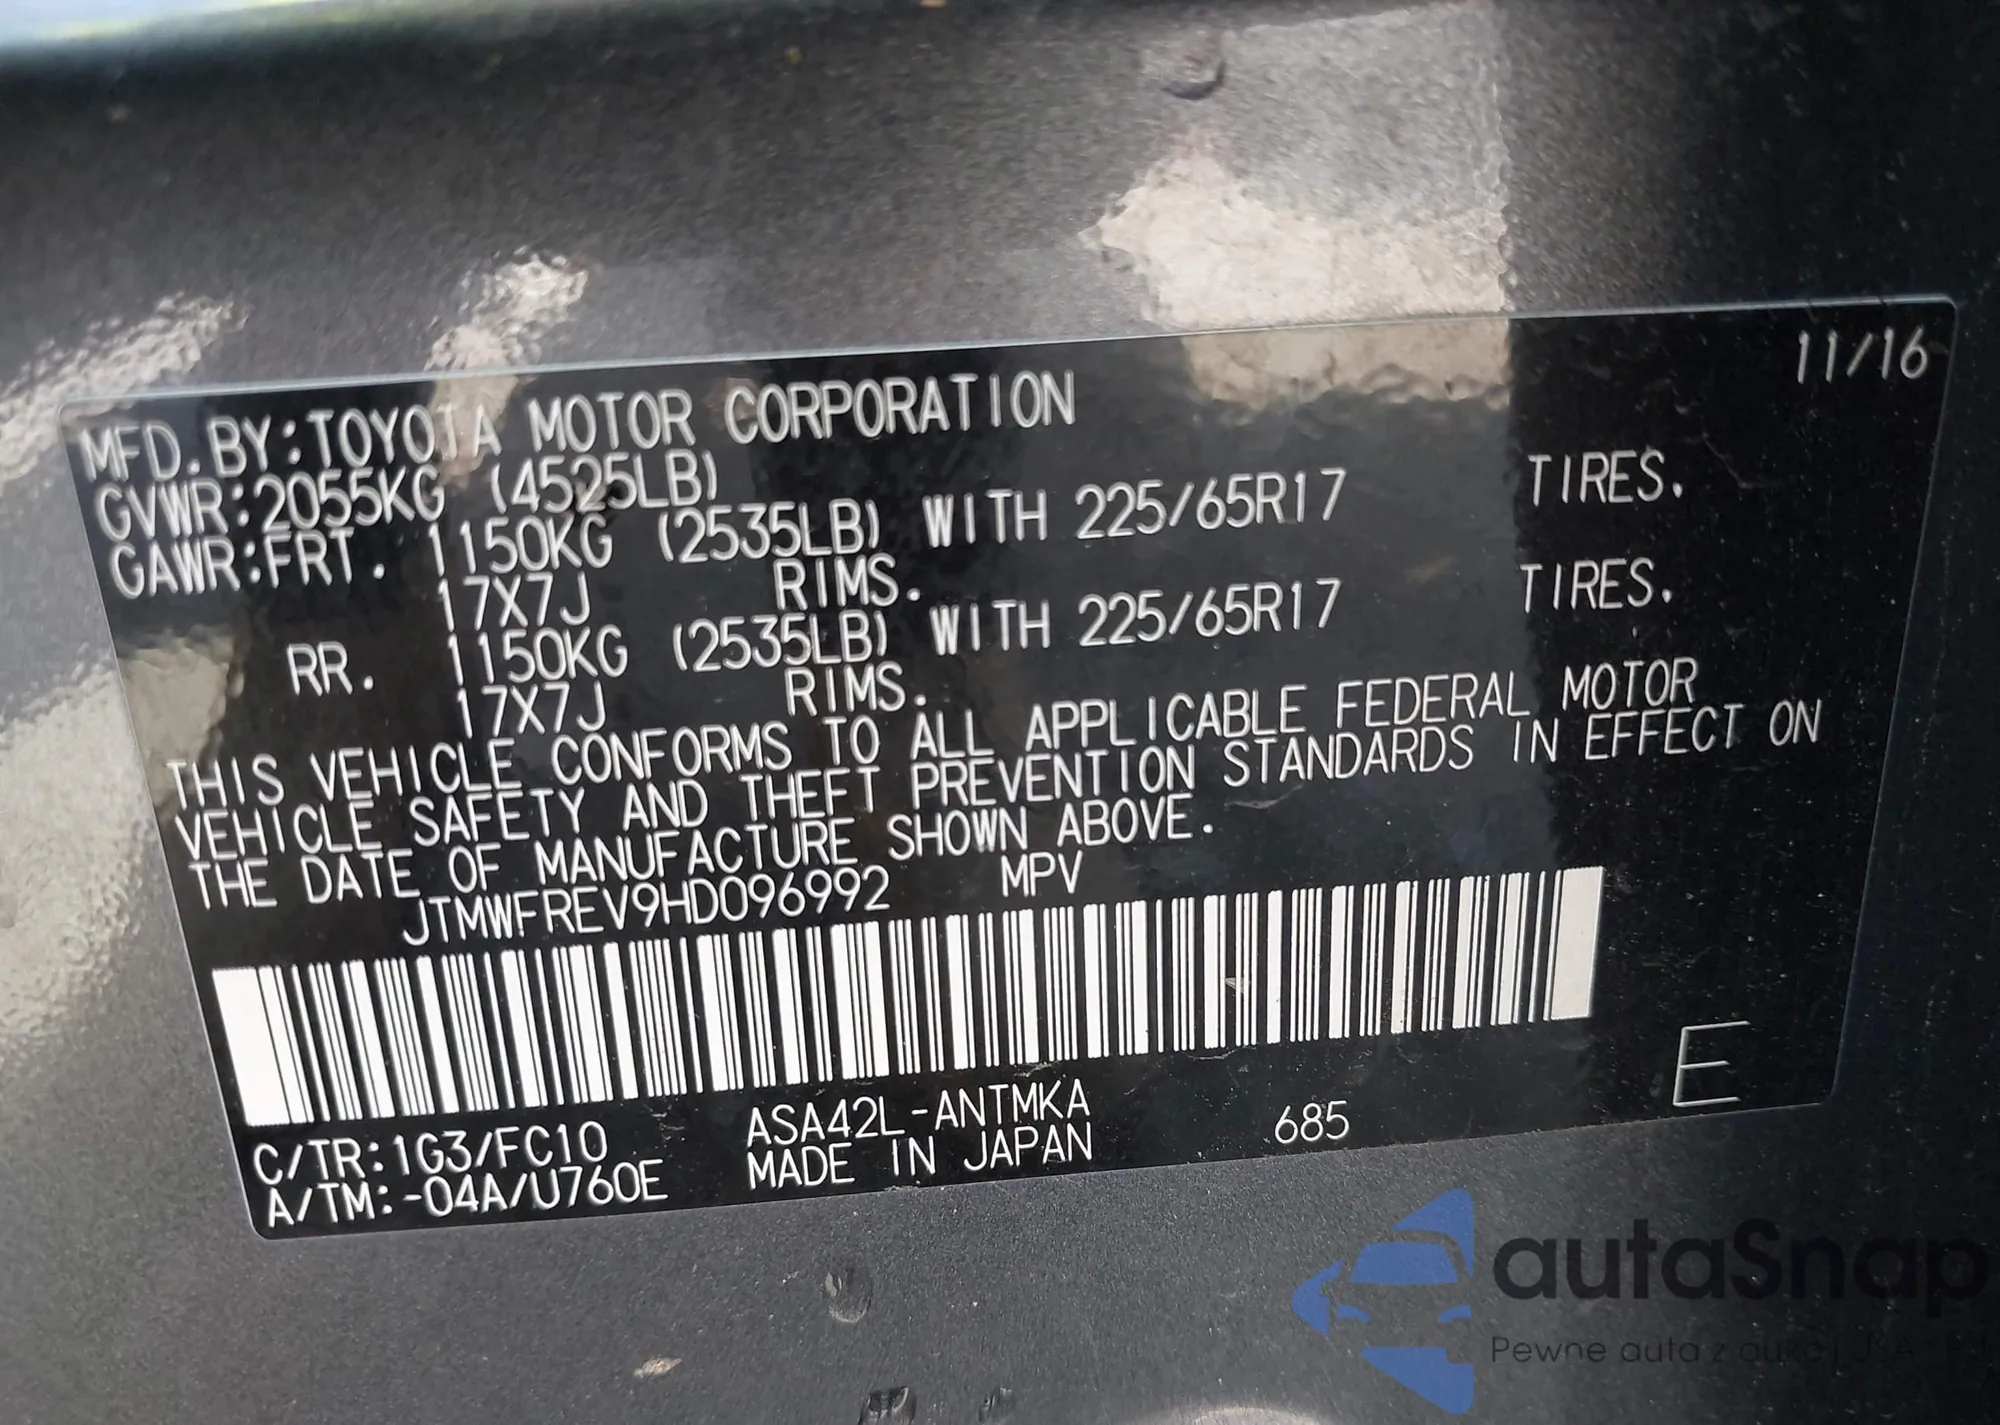 11/16
MFD.BY:TOYOTA MOTOR CORPORATION
GVWR:2055KG (4525LB)
GAWR:FRT. 1150KG (2535LB) WITH 225/65R17 TIRES.
17X7J RIMS.
RR. 1150KG (2535LB) WITH 225/65R17 TIRES.
17X7J RIMS.
THIS VEHICLE CONFORMS TO ALL APPLICABLE FEDERAL MOTOR
VEHICLE SAFETY AND THEFT PREVENTION STANDARDS IN EFFECT ON
THE DATE OF MANUFACTURE SHOWN ABOVE.
JTMWFREV9HD096992 MPV
E
C/TR:1G3/FC10 ASA42L-ANTMKA 685
A/TM:-04A/U760E MADE IN JAPAN
autaSnap
Pewne auta z aukcji